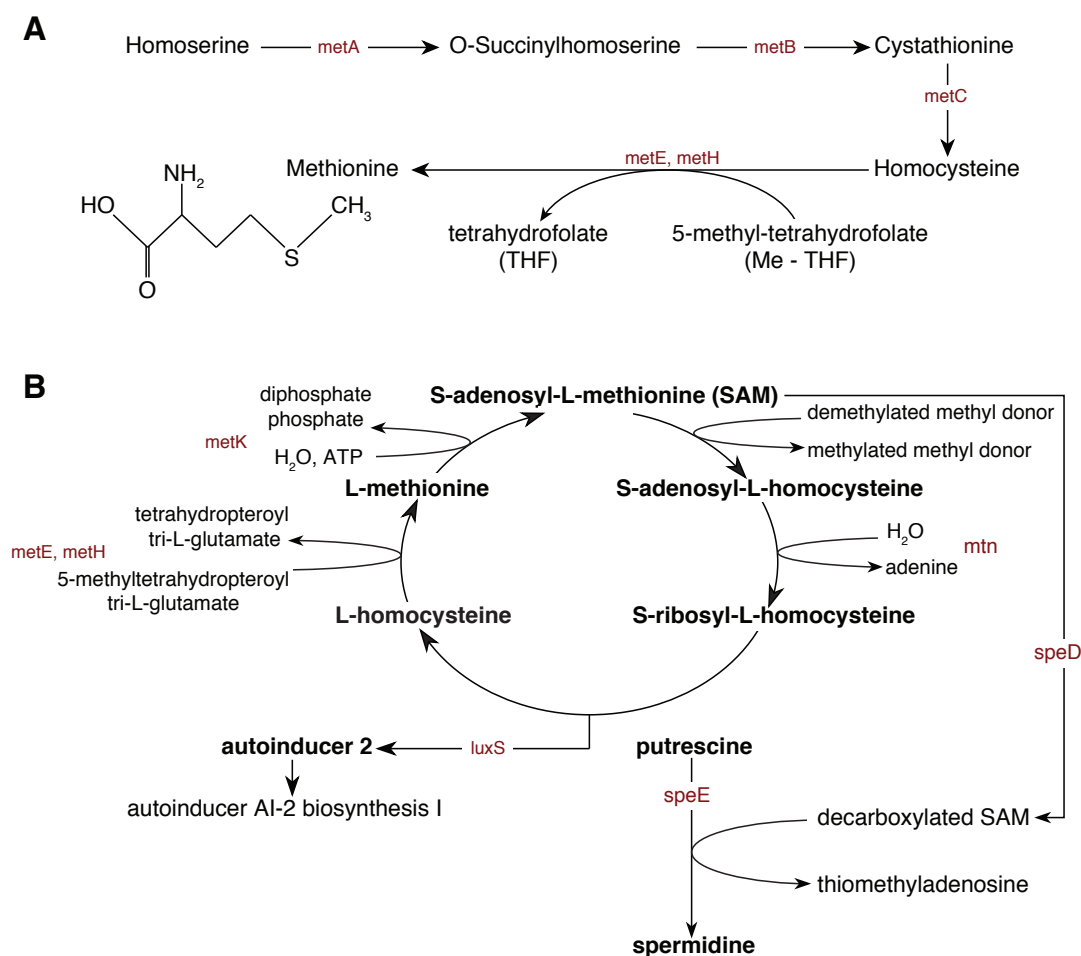 A
Homoserine metA O-Succinylhomoserine metB Cystathionine
metC
Methionine metE, metH Homocysteine
NH2
HO
CH3
S
O
tetrahydrofolate
(THF)
5-methyl-tetrahydrofolate
(Me - THF)
B
S-adenosyl-L-methionine (SAM)
diphosphate
phosphate
metK
H2O, ATP
demethylated methyl donor
methylated methyl donor
L-methionine
S-adenosyl-L-homocysteine
tetrahydropteroyl
tri-L-glutamate
metE, metH
5-methyltetrahydropteroyl
tri-L-glutamate
H2O
mtn
adenine
L-homocysteine
S-ribosyl-L-homocysteine
speD
autoinducer 2
luxS
putrescine
autoinducer AI-2 biosynthesis I
speE
decarboxylated SAM
thiomethyladenosine
spermidine